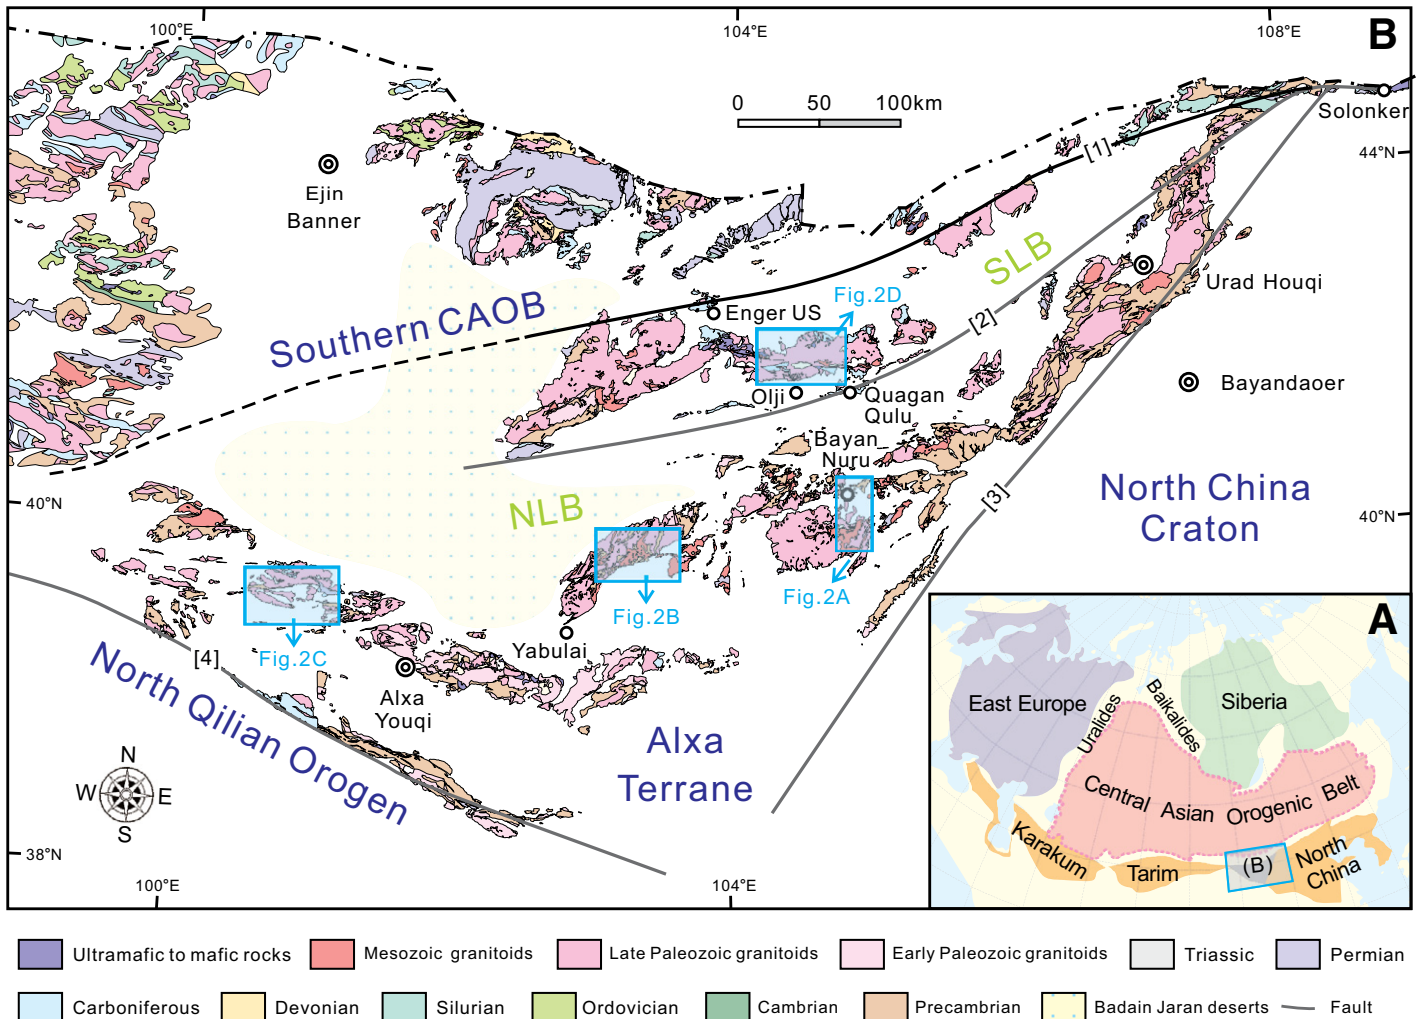 100°E
104°E
108°E
B
0
50
100km
Solonker
44°N
[1]
Ejin
Banner
SLB
Urad Houqi
Fig.2D
Southern CAOB
Enger US
[2]
Bayandaoer
Olji
Quagan
Qulu
Bayan
Nuru
40°N
NLB
[3]
North China
Craton
40°N
Fig.2A
Fig.2B
Yabulai
[4]
Fig.2C
Alxa
Youqi
North Qilian Orogen
Alxa
Terrane
N
W
E
S
38°N
100°E
104°E
A
East Europe
Uralides
Baikalides
Siberia
Central Asian Orogenic Belt
Karakum
Tarim
(B)
North
China
Ultramafic to mafic rocks
Mesozoic granitoids
Late Paleozoic granitoids
Early Paleozoic granitoids
Triassic
Permian
Carboniferous
Devonian
Silurian
Ordovician
Cambrian
Precambrian
Badain Jaran deserts
Fault